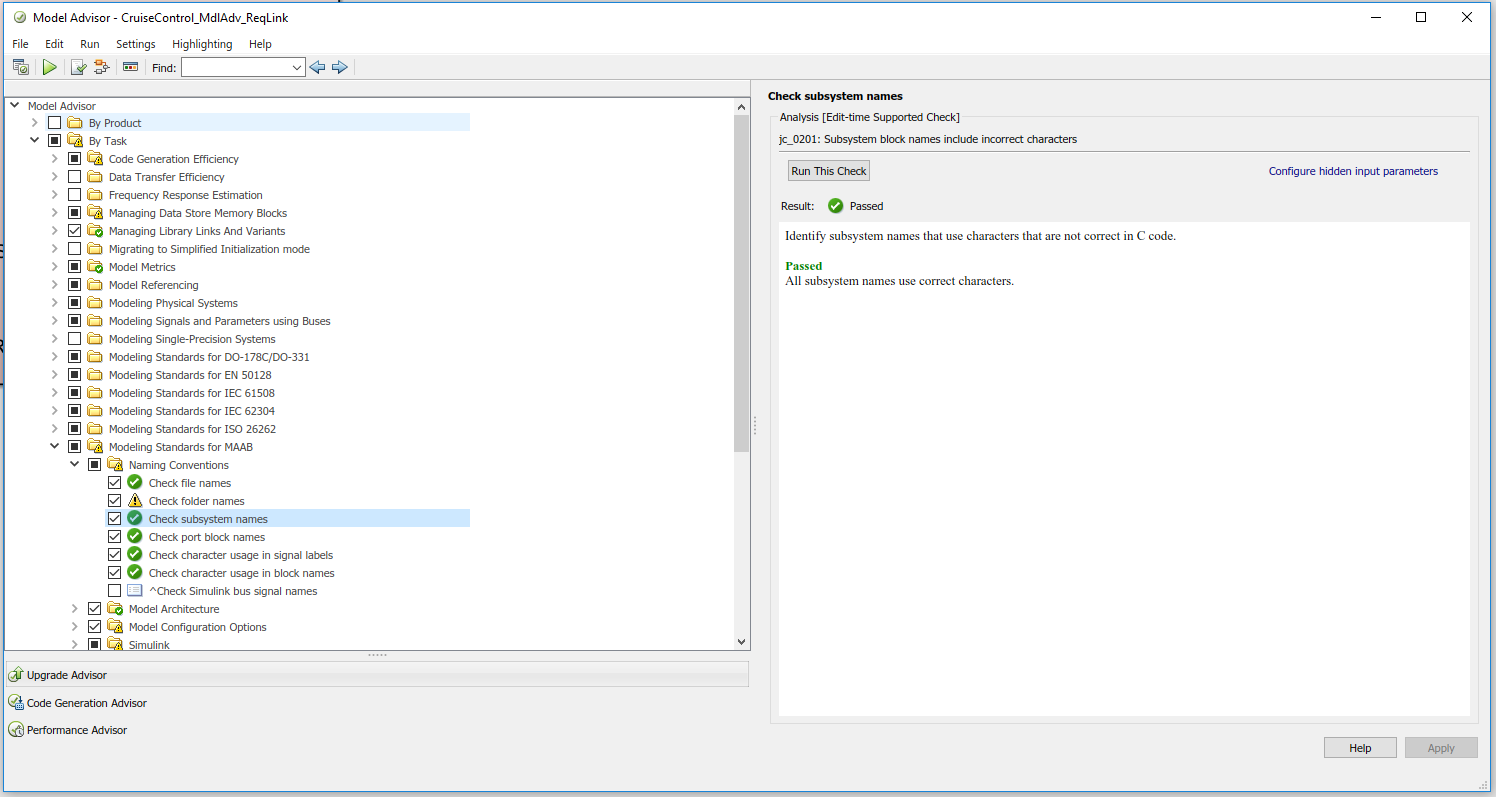 Model Advisor - CruiseControl_MdlAdv_ReqLink
File Edit Run Settings Highlighting Help
Find:
Model Advisor
By Product
By Task
Code Generation Efficiency
Data Transfer Efficiency
Frequency Response Estimation
Managing Data Store Memory Blocks
Managing Library Links And Variants
Migrating to Simplified Initialization mode
Model Metrics
Model Referencing
Modeling Physical Systems
Modeling Signals and Parameters using Buses
Modeling Single-Precision Systems
Modeling Standards for DO-178C/DO-331
Modeling Standards for EN 50128
Modeling Standards for IEC 61508
Modeling Standards for IEC 62304
Modeling Standards for ISO 26262
Modeling Standards for MAAB
Naming Conventions
Check file names
Check folder names
Check subsystem names
Check port block names
Check character usage in signal labels
Check character usage in block names
^Check Simulink bus signal names
Model Architecture
Model Configuration Options
Simulink
Upgrade Advisor
Code Generation Advisor
Performance Advisor
Check subsystem names
Analysis [Edit-time Supported Check]
jc_0201: Subsystem block names include incorrect characters
Run This Check
Configure hidden input parameters
Result: Passed
Identify subsystem names that use characters that are not correct in C code.
Passed
All subsystem names use correct characters.
Help Apply